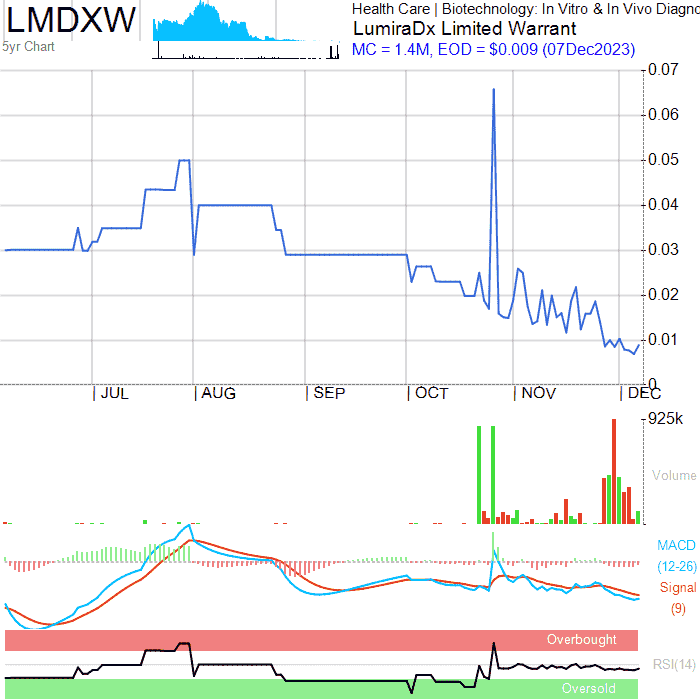 LMDXW
5yr Chart
Health Care | Biotechnology: In Vitro & In Vivo Diagno
LumiraDx Limited Warrant
MC = 1.4M, EOD = $0.009 (07Dec2023)
0.07
0.06
0.05
0.04
0.03
0.02
0.01
0
JUL AUG SEP OCT NOV DEC
925k
Volume
MACD
(12-26)
Signal
(9)
Overbought
RSI(14)
Oversold